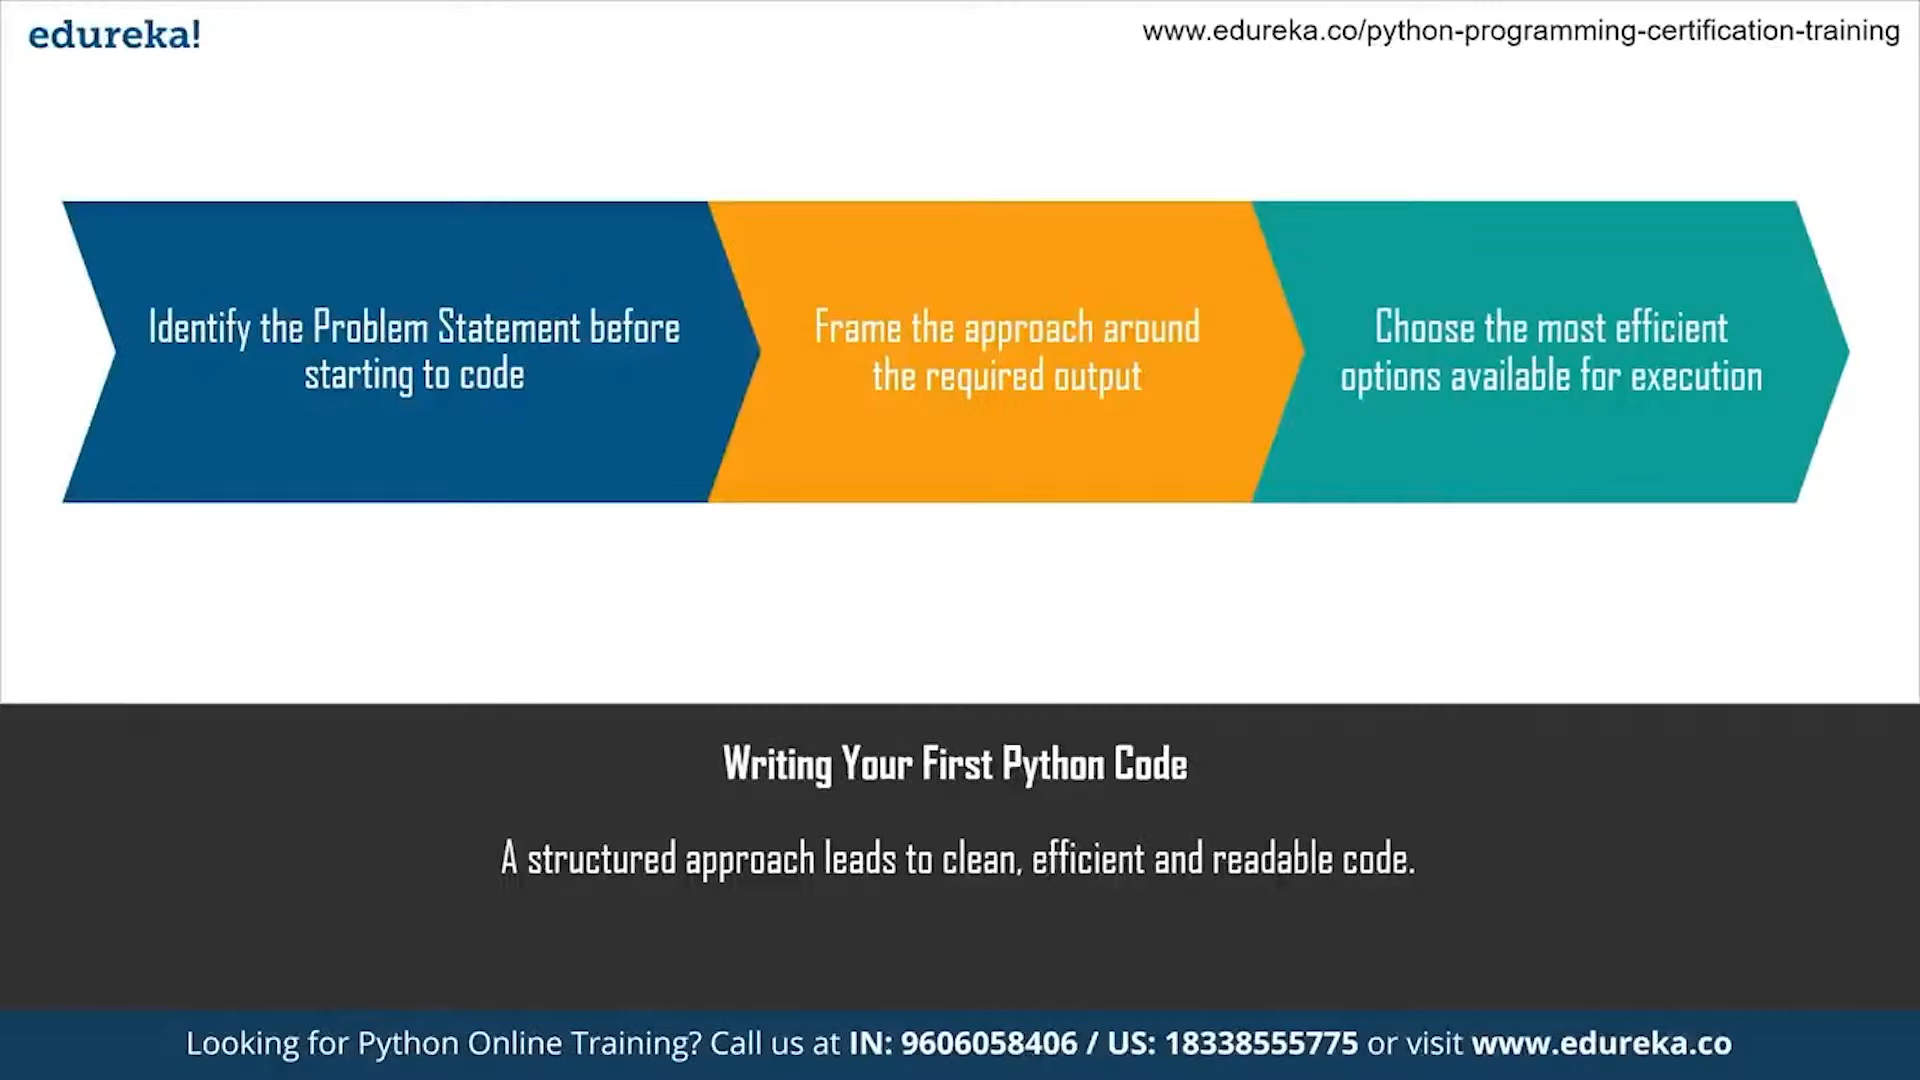 edureka!
www.edureka.co/python-programming-certification-training
Identify the Problem Statement before
starting to code
Frame the approach around
the required output
Choose the most efficient
options available for execution
Writing Your First Python Code
A structured approach leads to clean, efficient and readable code.
Looking for Python Online Training? Call us at IN: 9606058406 / US: 18338555775 or visit www.edureka.co